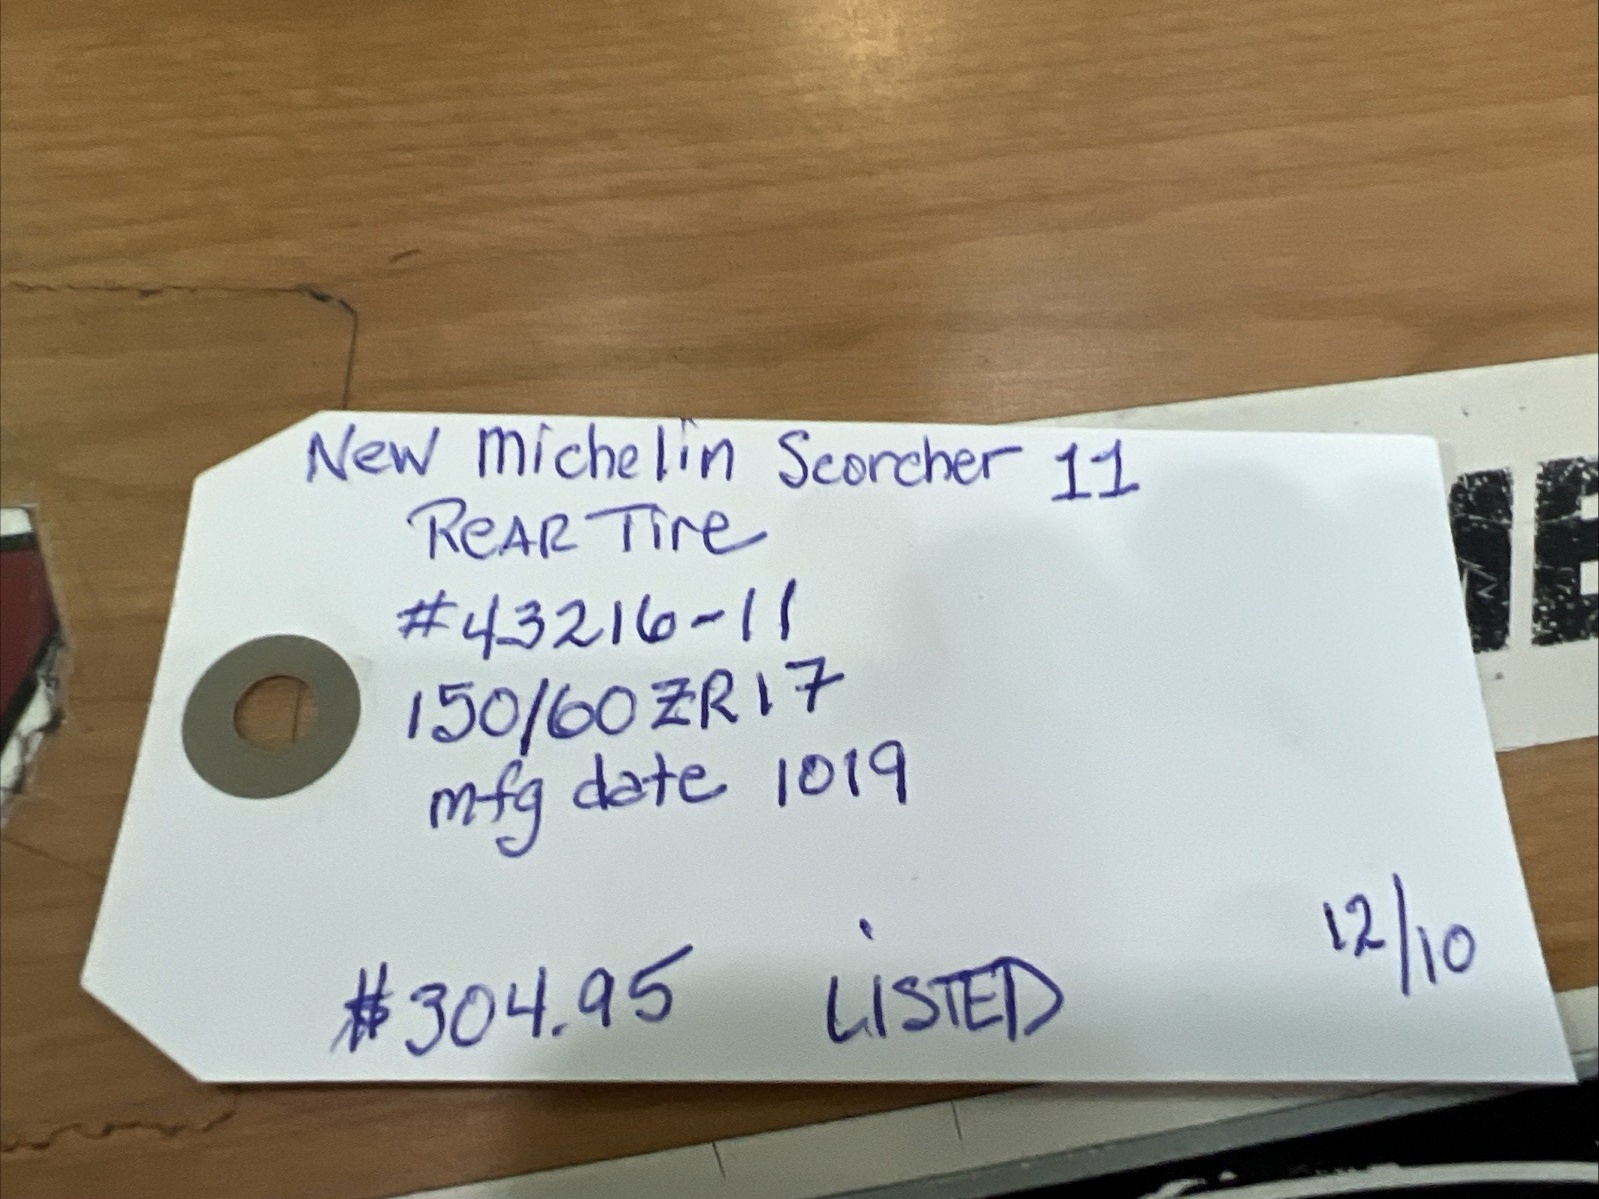 New Michelin Scorcher 11
Rear Tire
#43216-11
150/60ZR17
mfg date 1019
$304.95 LiSTED 12/10